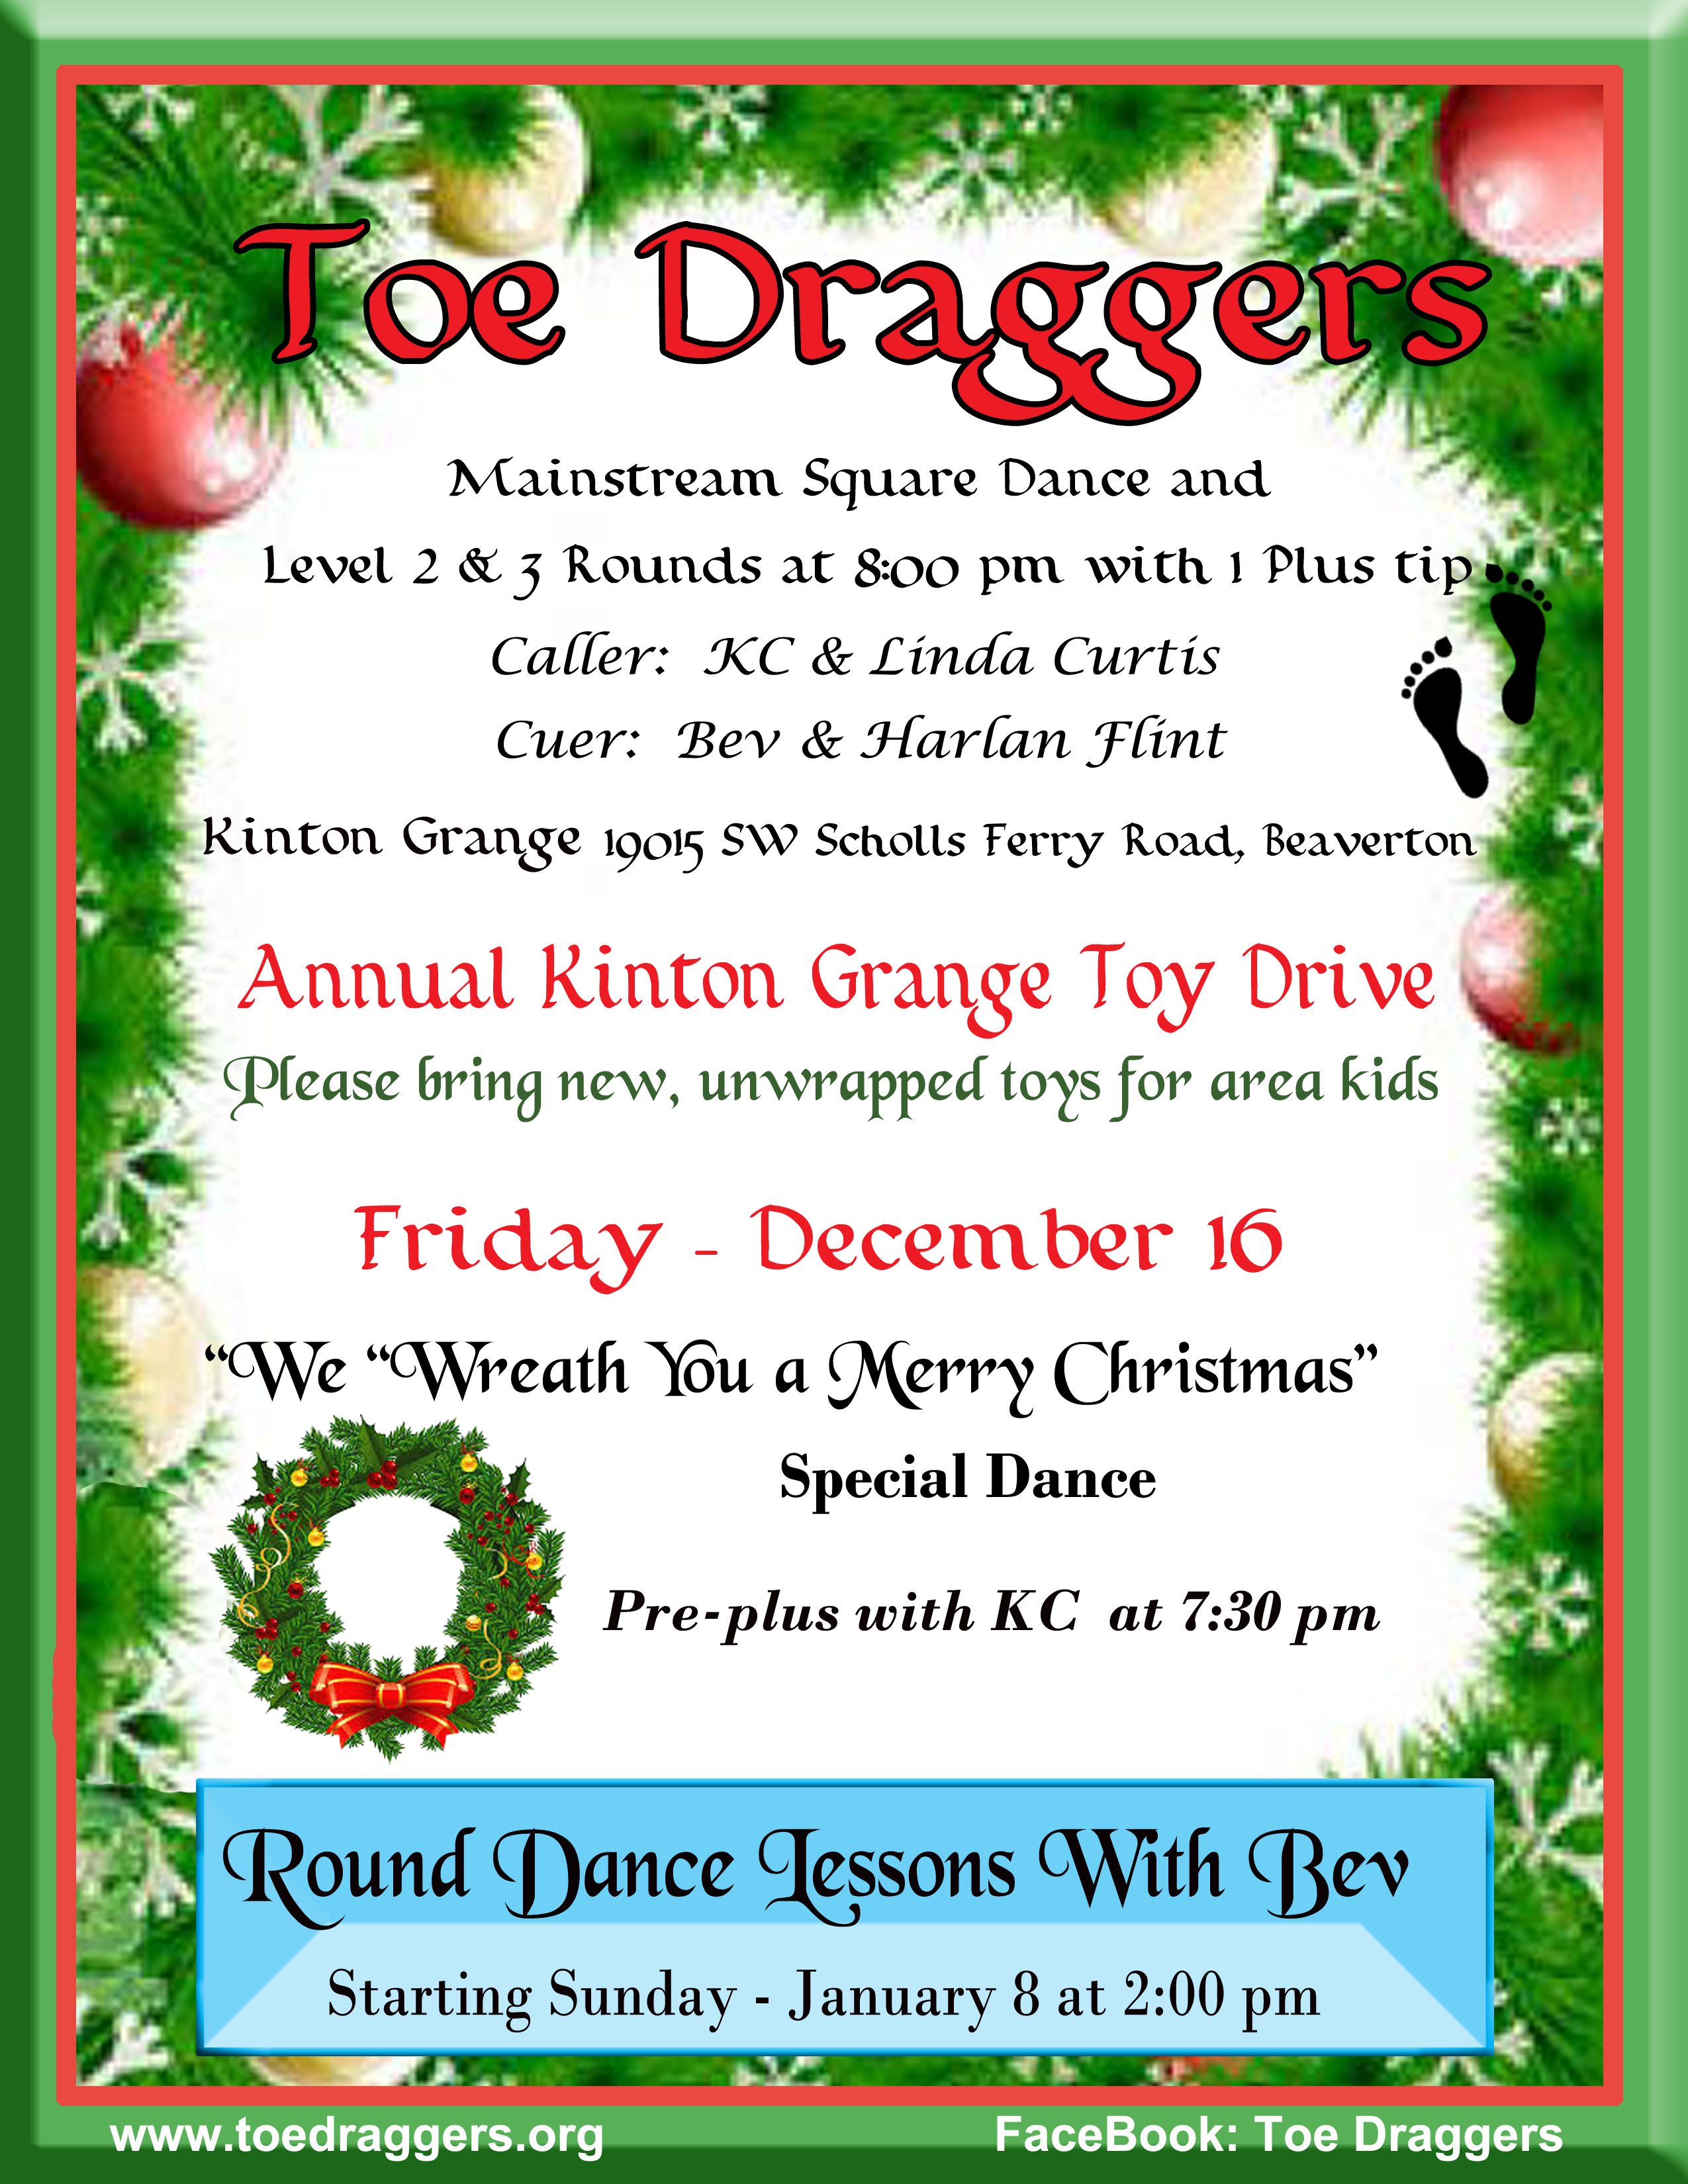 Toe Draggers
Mainstream Square Dance and
Level 2 & 3 Rounds at 8:00 pm with 1 Plus tip
Caller: KC & Linda Curtis
Cuer: Bev & Harlan Flint
Kinton Grange 19015 SW Scholls Ferry Road, Beaverton
Annual Kinton Grange Toy Drive
Please bring new, unwrapped toys for area kids
Friday - December 16
“We “Wreath You a Merry Christmas”
Special Dance
Pre-plus with KC at 7:30 pm
Round Dance Lessons With Bev
Starting Sunday - January 8 at 2:00 pm
www.toedraggers.org FaceBook: Toe Draggers